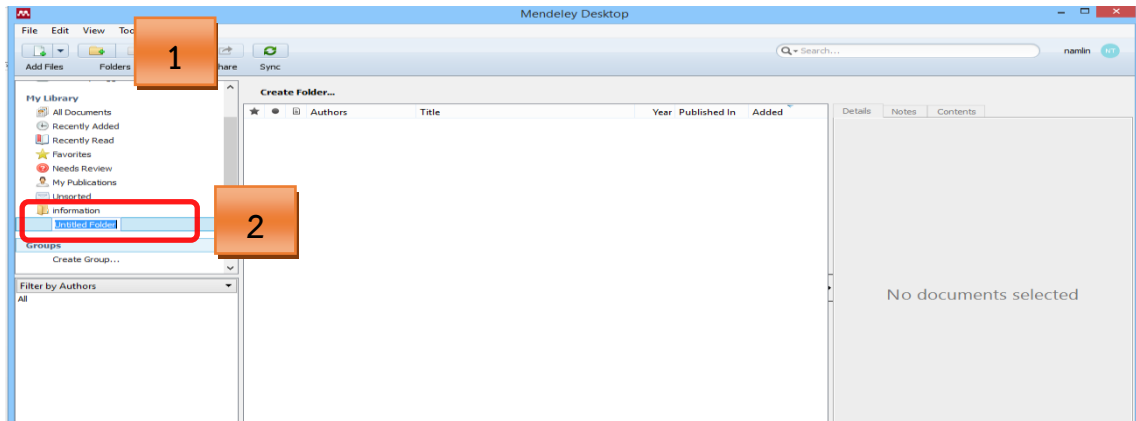 Mendeley Desktop
File Edit View
1
Search...
namlin NT
Add Files Folders Sync
Create Folder...
My Library
All Documents
Recently Added
Recently Read
Favorites
Needs Review
My Publications
Unsorted
information
Untitled Folder
2
Groups
Create Group...
Filter by Authors
All
Authors Title Year Published In Added
Details Notes Contents
No documents selected